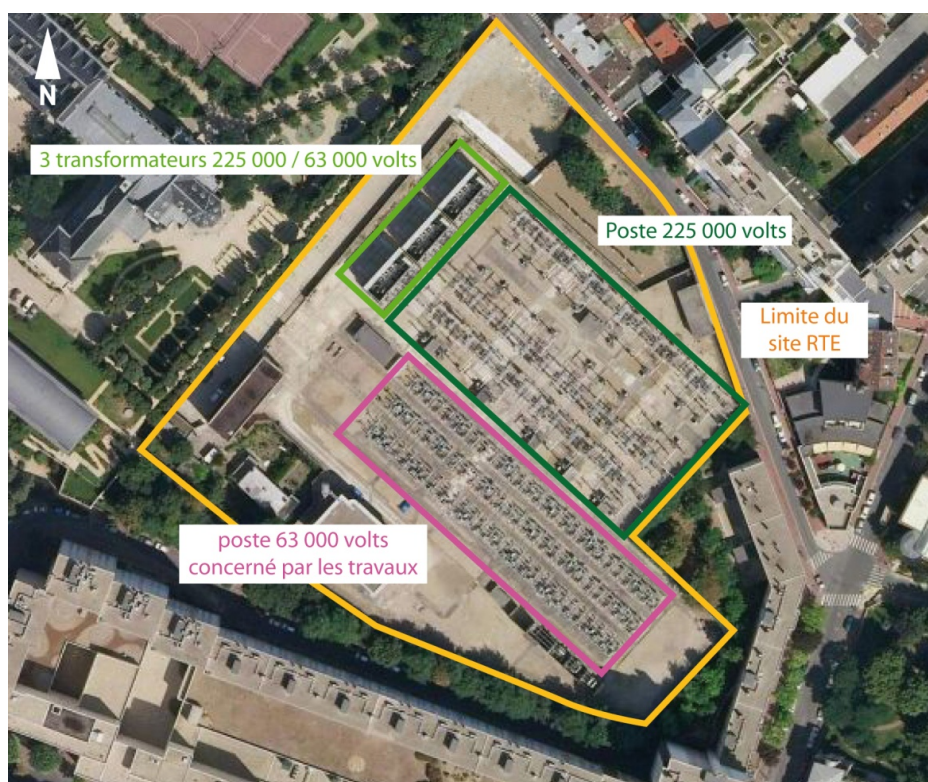 N
3 transformateurs 225 000 / 63 000 volts
Poste 225 000 volts
Limite du
site RTE
poste 63 000 volts
concerné par les travaux